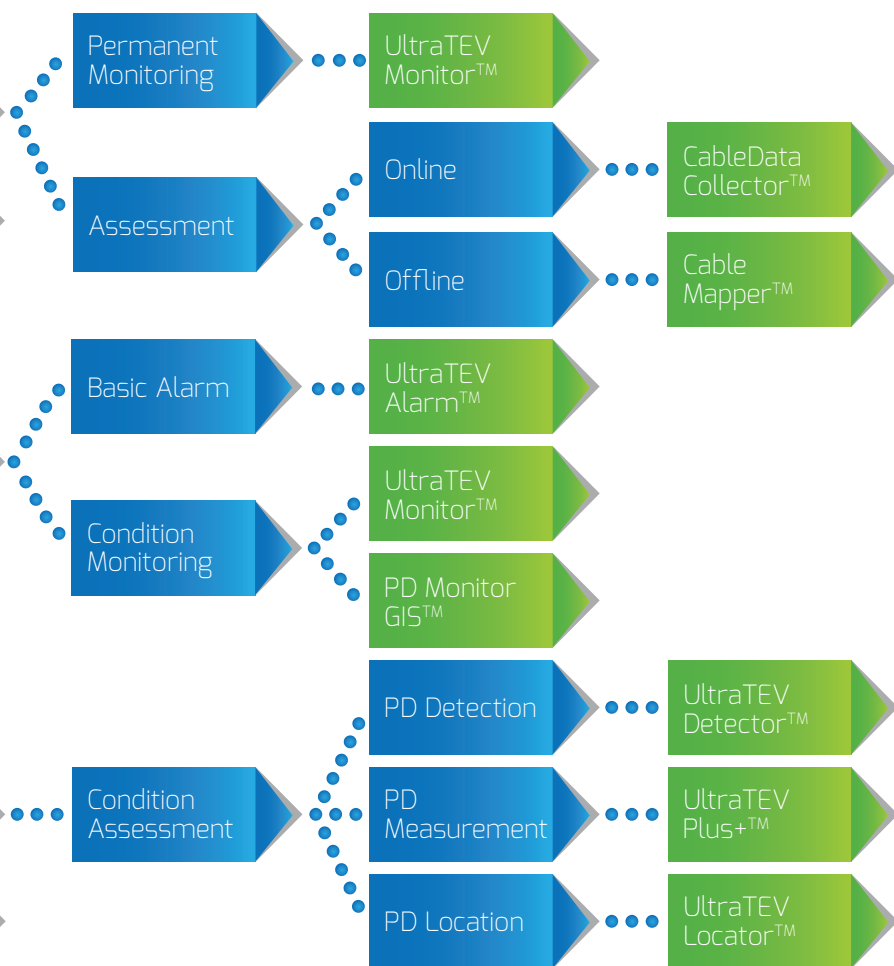 Permanent
Monitoring
UltraTEV
Monitor™
Assessment
Online
CableData
Collector™
Offline
Cable
Mapper™
Basic Alarm
UltraTEV
Alarm™
Condition
Monitoring
UltraTEV
Monitor™
PD Monitor
GIS™
Condition
Assessment
PD Detection
UltraTEV
Detector™
PD
Measurement
UltraTEV
Plus+™
PD Location
UltraTEV
Locator™